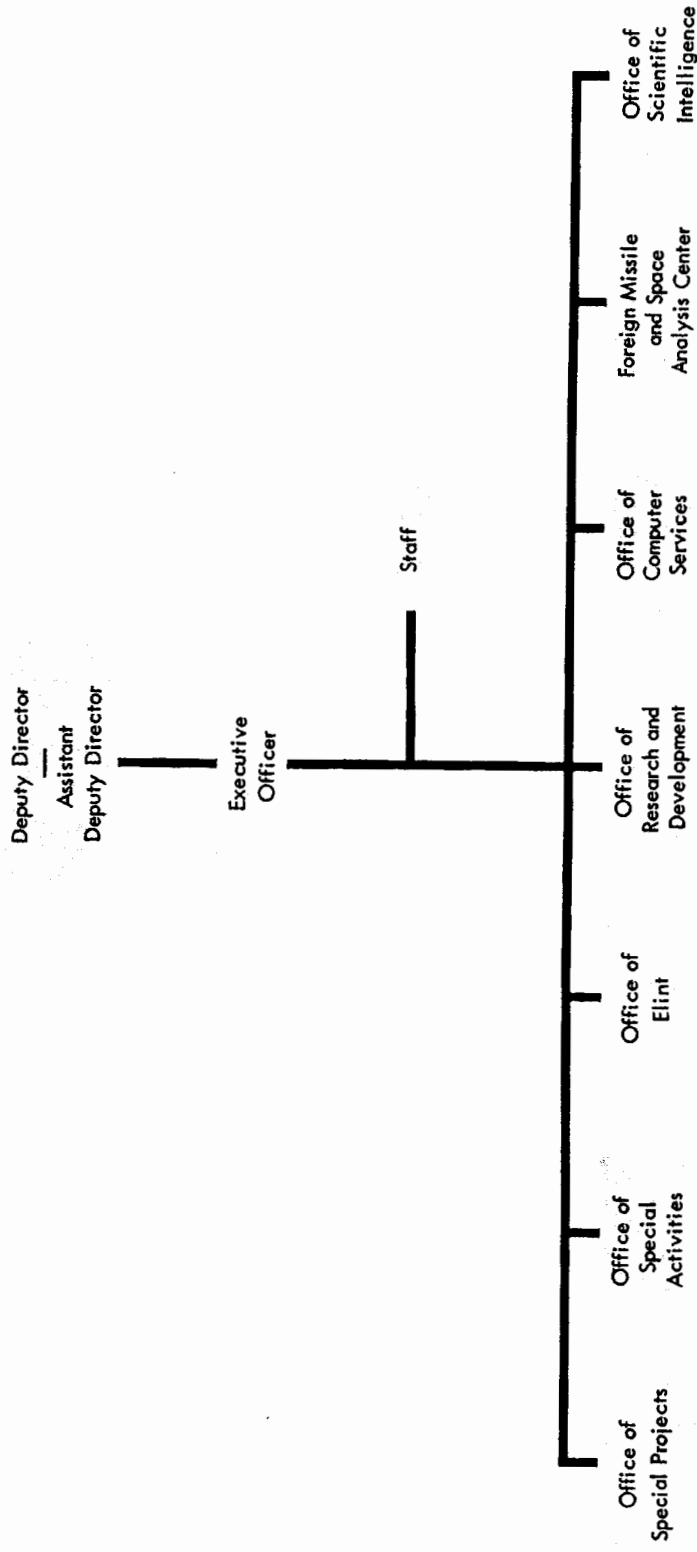 Deputy Director
Assistant
Deputy Director
Executive
Officer
Staff
Office of
Special Projects
Office of
Special
Activities
Office of
Elint
Office of
Research and
Development
Office of
Computer
Services
Foreign Missile
and Space
Analysis Center
Office of
Scientific
Intelligence